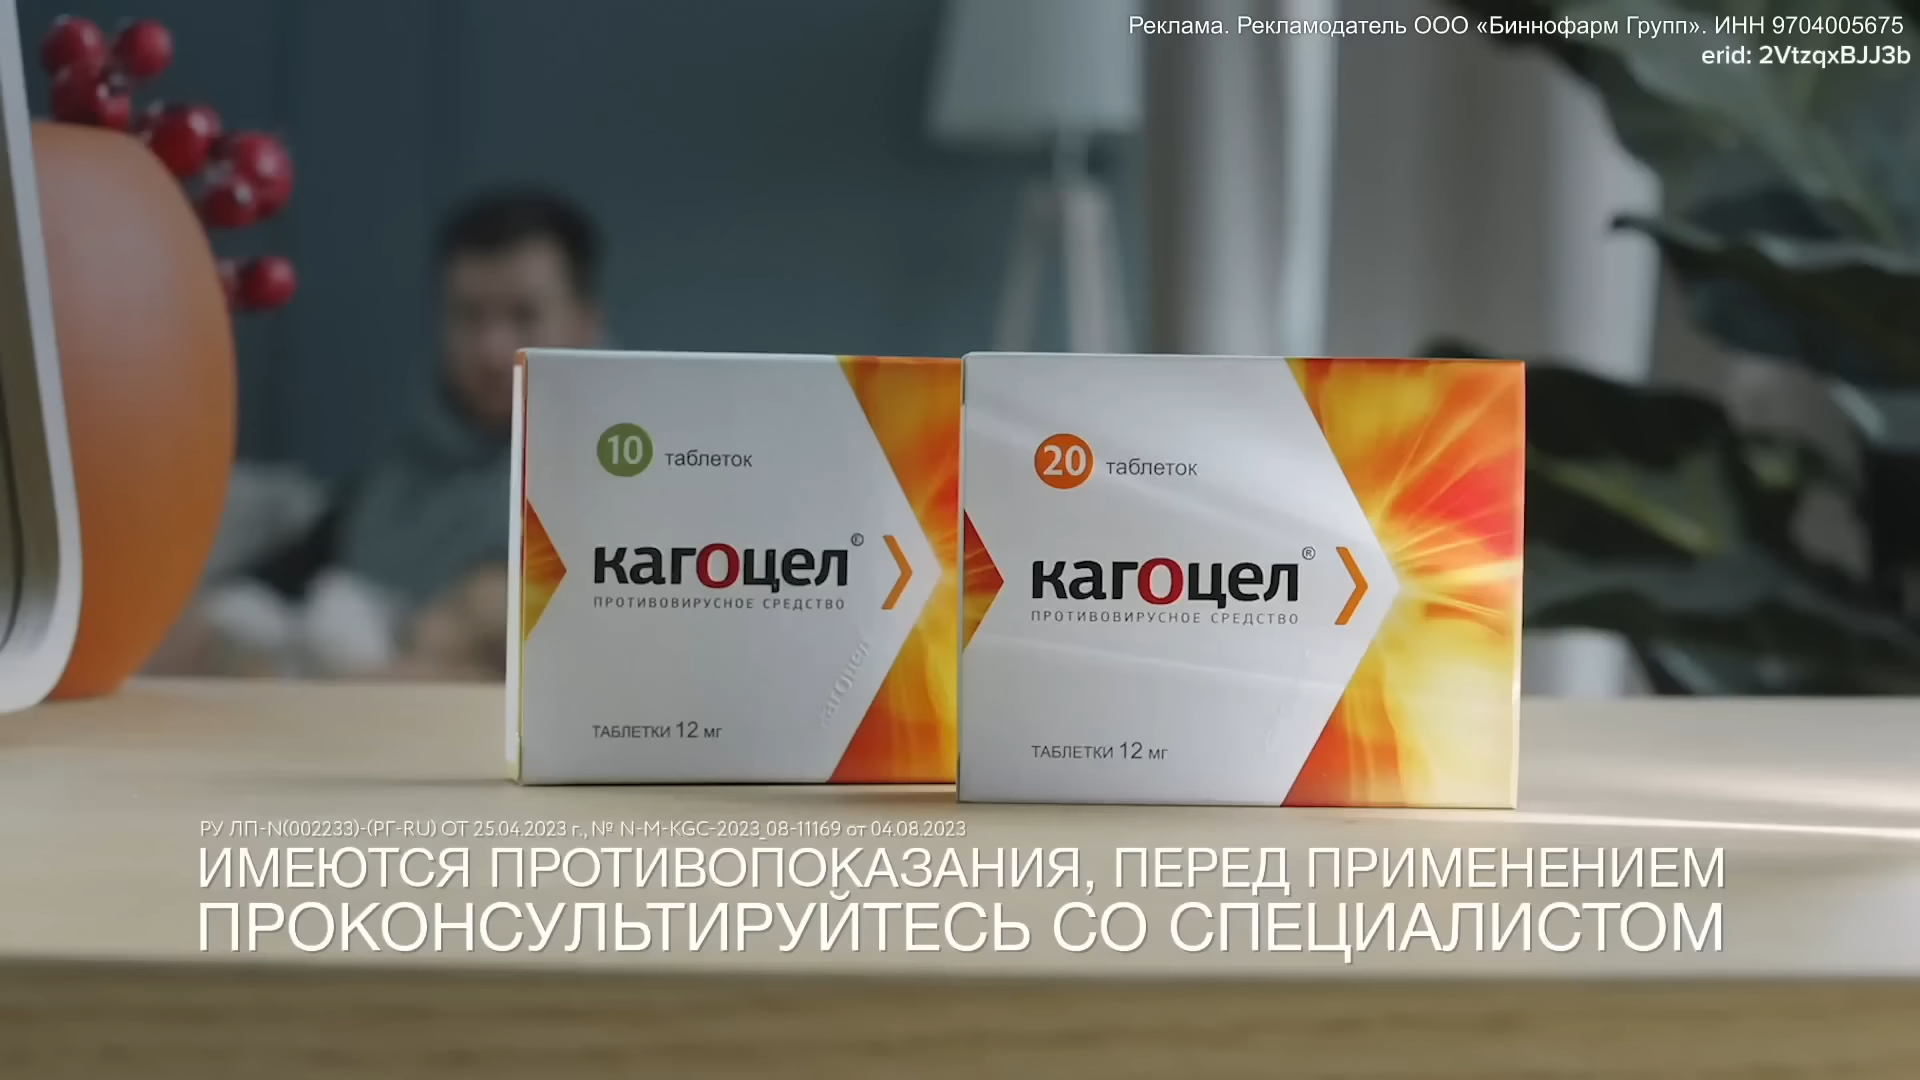 Реклама. Рекламодатель ООО «Биннофарм Групп». ИНН 9704005675
erid: 2VtzqxBJJ3b
10 таблеток
кагоцел®
ПРОТИВОВИРУСНОЕ СРЕДСТВО
кагоцел
ТАБЛЕТКИ 12 мг
20 таблеток
кагоцел®
ПРОТИВОВИРУСНОЕ СРЕДСТВО
ТАБЛЕТКИ 12 мг
РУ ЛП-N(002233)-(РГ-RU) ОТ 25.04.2023 г., № N-M-KGC-2023_08-11169 от 04.08.2023
ИМЕЮТСЯ ПРОТИВОПОКАЗАНИЯ, ПЕРЕД ПРИМЕНЕНИЕМ
ПРОКОНСУЛЬТИРУЙТЕСЬ СО СПЕЦИАЛИСТОМ